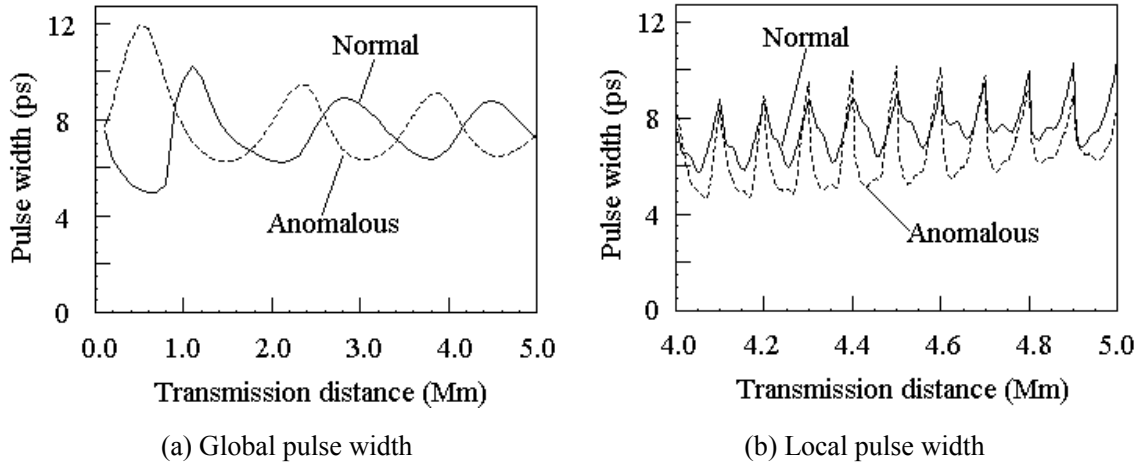 12
8
4
0
Pulse width (ps)
Normal
Anomalous
0.0 1.0 2.0 3.0 4.0 5.0
Transmission distance (Mm)
(a) Global pulse width
12
8
4
0
Pulse width (ps)
Normal
Anomalous
4.0 4.2 4.4 4.6 4.8 5.0
Transmission distance (Mm)
(b) Local pulse width